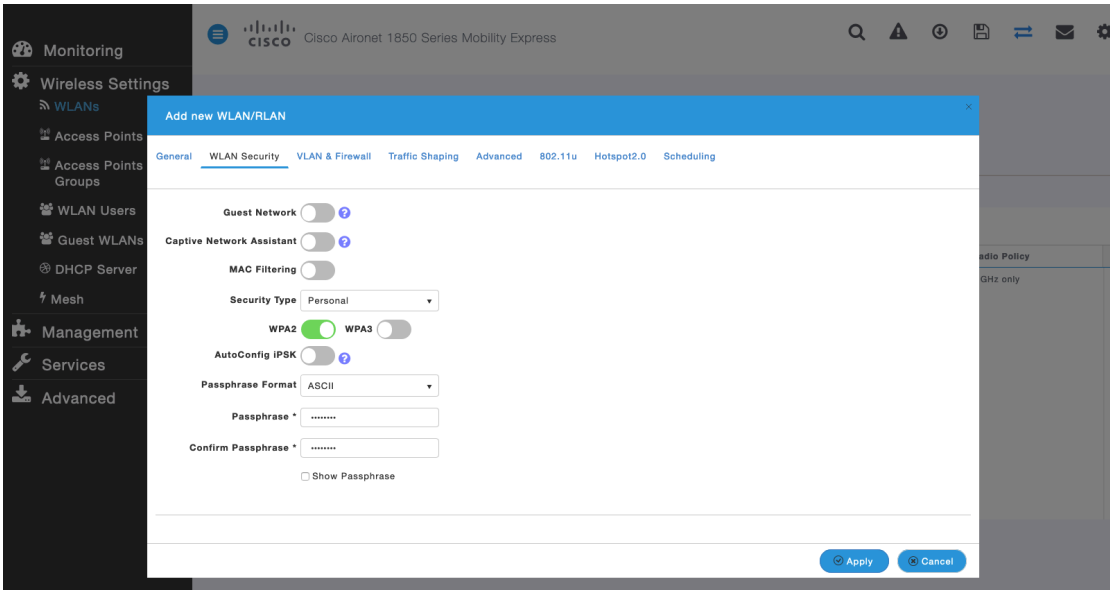 Monitoring
Wireless Settings
WLANs
Access Points
Access Points
Groups
WLAN Users
Guest WLANs
DHCP Server
Mesh
Management
Services
Advanced
CISCO Cisco Aironet 1850 Series Mobility Express
Add new WLAN/RLAN ×
General WLAN Security VLAN & Firewall Traffic Shaping Advanced 802.11u Hotspot2.0 Scheduling
Guest Network ?
Captive Network Assistant ?
MAC Filtering
Security Type Personal
WPA2 WPA3
AutoConfig iPSK ?
Passphrase Format ASCII
Passphrase * ········
Confirm Passphrase * ········
Show Passphrase
Apply Cancel
adio Policy
GHz only